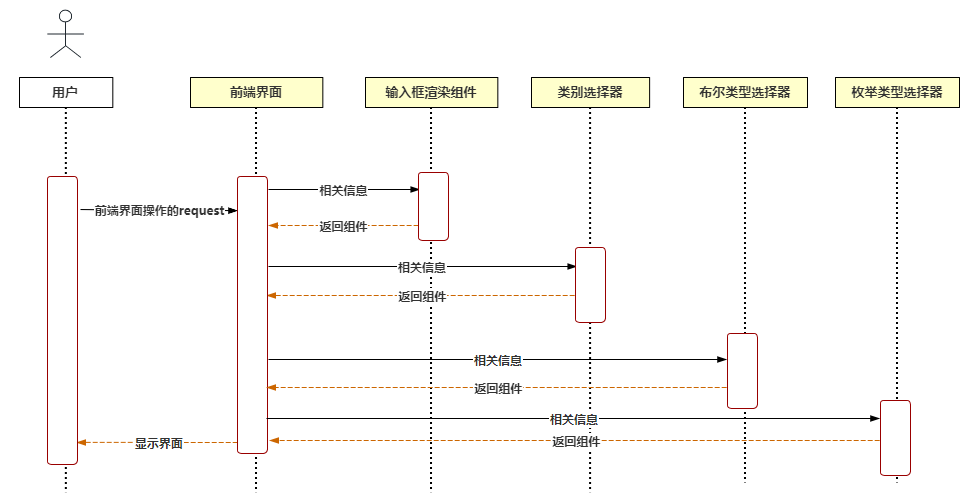 用户
前端界面
输入框渲染组件
类别选择器
布尔类型选择器
枚举类型选择器
相关信息
前端界面操作的request
返回组件
相关信息
返回组件
相关信息
返回组件
相关信息
返回组件
显示界面